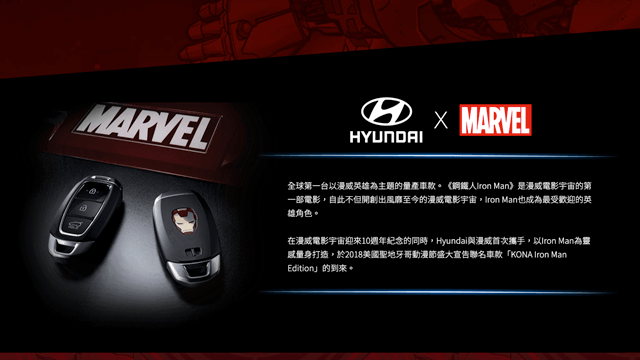 MARVEL
HYUNDAI X MARVEL
全球第一台以漫威英雄為主題的量產車款。《鋼鐵人Iron Man》是漫威電影宇宙的第
一部電影，自此不但開創出風靡至今的漫威電影宇宙，Iron Man也成為最受歡迎的英
雄角色。
在漫威電影宇宙迎來10週年紀念的同時，Hyundai與漫威首次攜手，以Iron Man為靈
感量身打造，於2018美國聖地牙哥動漫節盛大宣告聯名車款「KONA Iron Man
Edition」的到來。